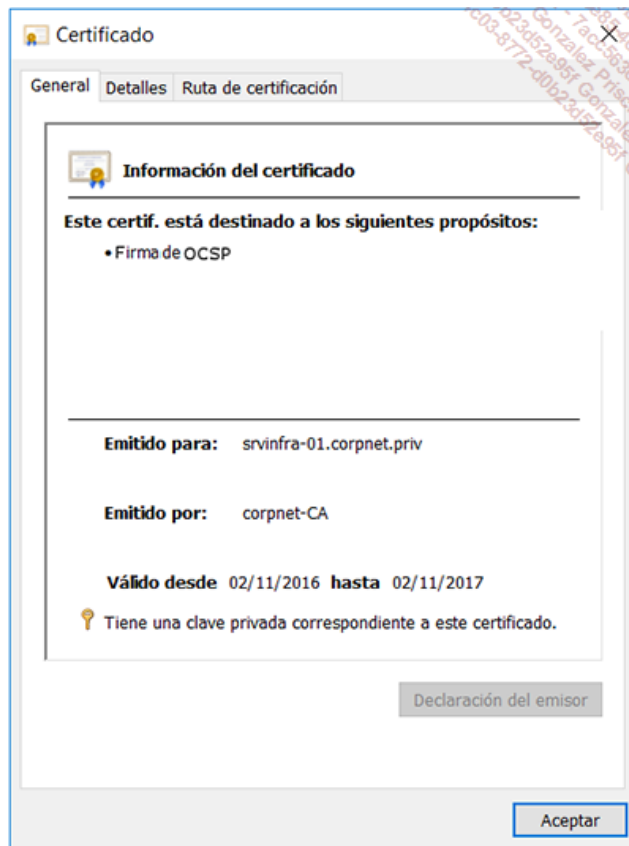 Certificado
General Detalles Ruta de certificación
Información del certificado
Este certif. está destinado a los siguientes propósitos:
• Firma de OCSP
Emitido para: srvinfra-01.corpnet.priv
Emitido por: corpnet-CA
Válido desde 02/11/2016 hasta 02/11/2017
Tiene una clave privada correspondiente a este certificado.
Declaración del emisor
Aceptar